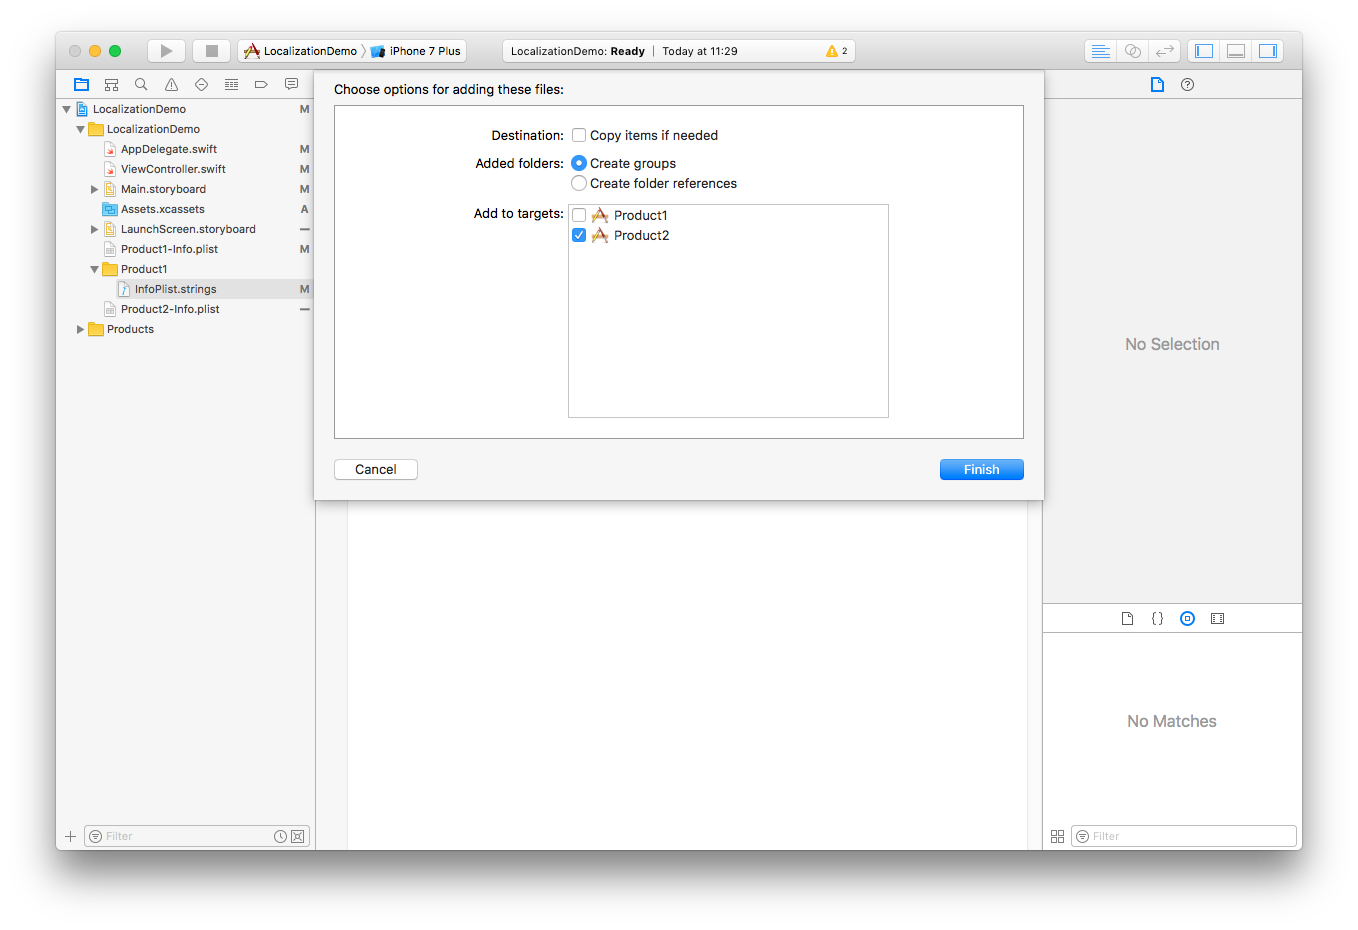 LocalizationDemo iPhone 7 Plus
LocalizationDemo: Ready | Today at 11:29
2
LocalizationDemo M
LocalizationDemo
AppDelegate.swift M
ViewController.swift M
Main.storyboard M
Assets.xcassets A
LaunchScreen.storyboard
Product1-Info.plist M
Product1
InfoPlist.strings M
Product2-Info.plist
Products
Filter
Choose options for adding these files:
Destination: Copy items if needed
Added folders: Create groups
Create folder references
Add to targets: Product1
Product2
Cancel
Finish
No Selection
{ }
No Matches
Filter